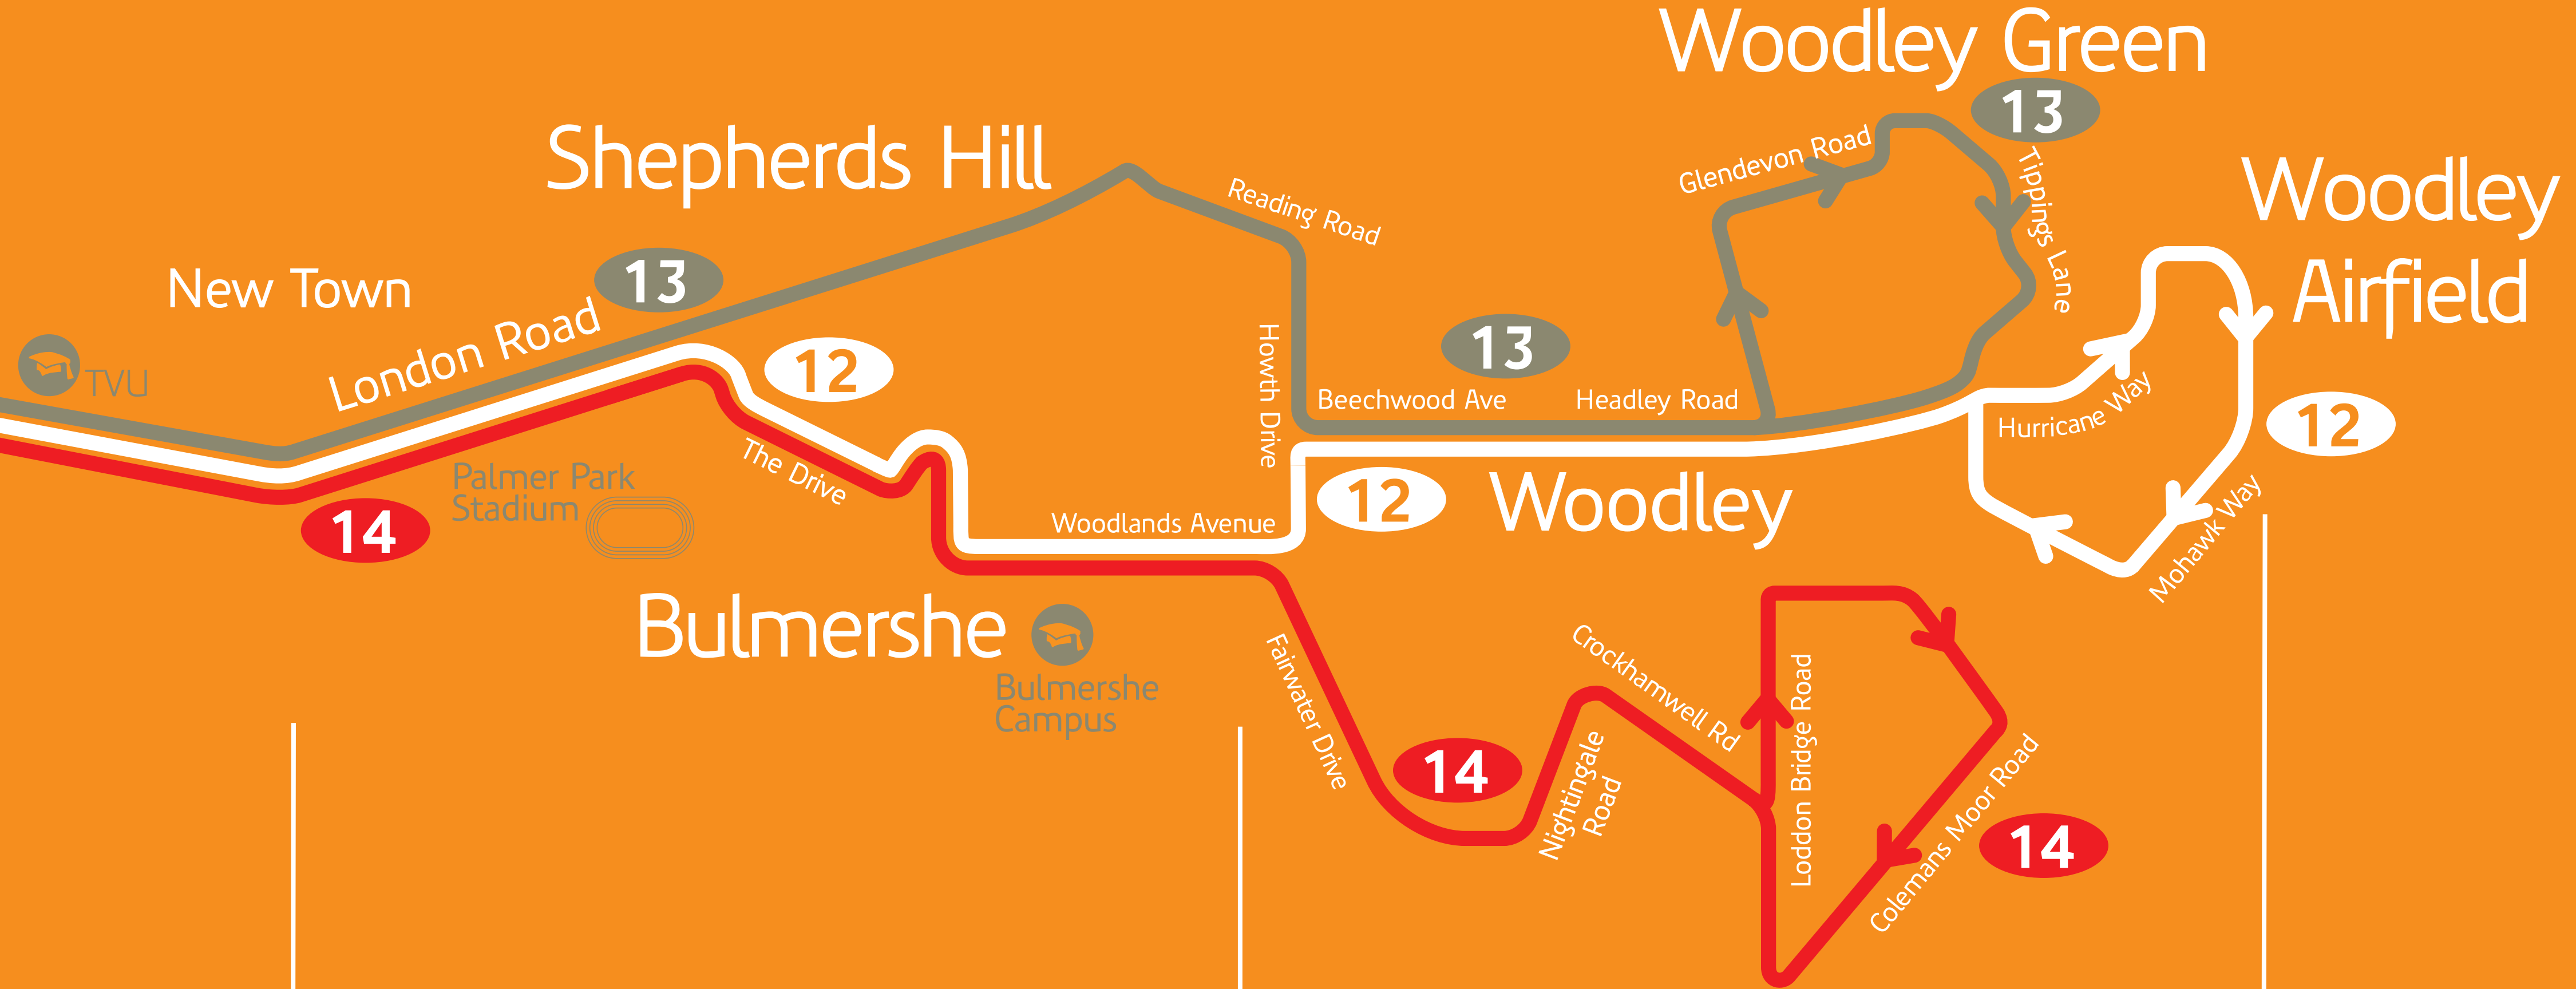 Woodley Green
13
Shepherds Hill
Glendevon Road
Tippings Lane
Woodley
Airfield
Reading Road
New Town
13
London Road
TVU
12
13
Howth Drive
Beechwood Ave
Headley Road
Hurricane Way
12
Palmer Park
Stadium
The Drive
14
12
Woodley
Woodlands Avenue
Mohawk Way
Bulmershe
Bulmershe
Campus
Fairwater Drive
Crockhamwell Rd
14
Nightingale
Road
Loddon Bridge Road
Colemans Moor Road
14